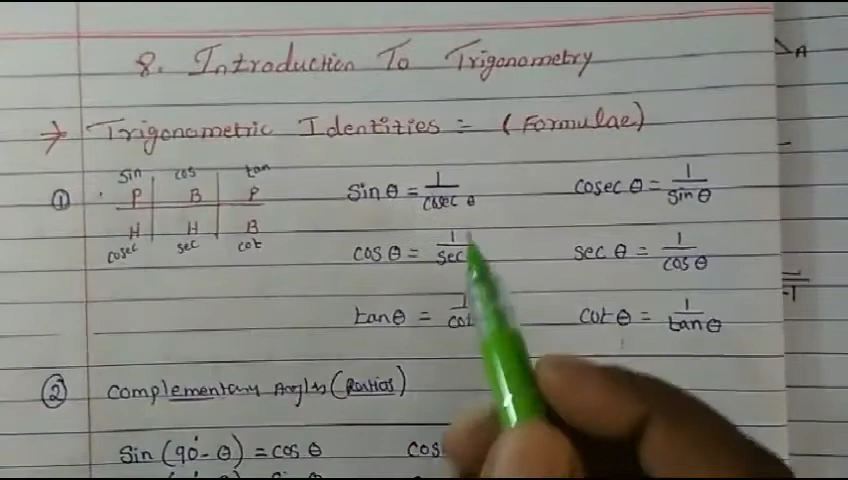 8. Introduction To Trigonometry
→ Trigonometric Identities = (Formulae)
① sin cos tan
P B P
H H B
cosec sec cot
sin θ = 1/cosec θ cosec θ = 1/sin θ
cos θ = 1/sec sec θ = 1/cos θ
tan θ = 1/cot cot θ = 1/tan θ
② complementary Angles (Ratios)
sin (90° - θ) = cos θ cos
A